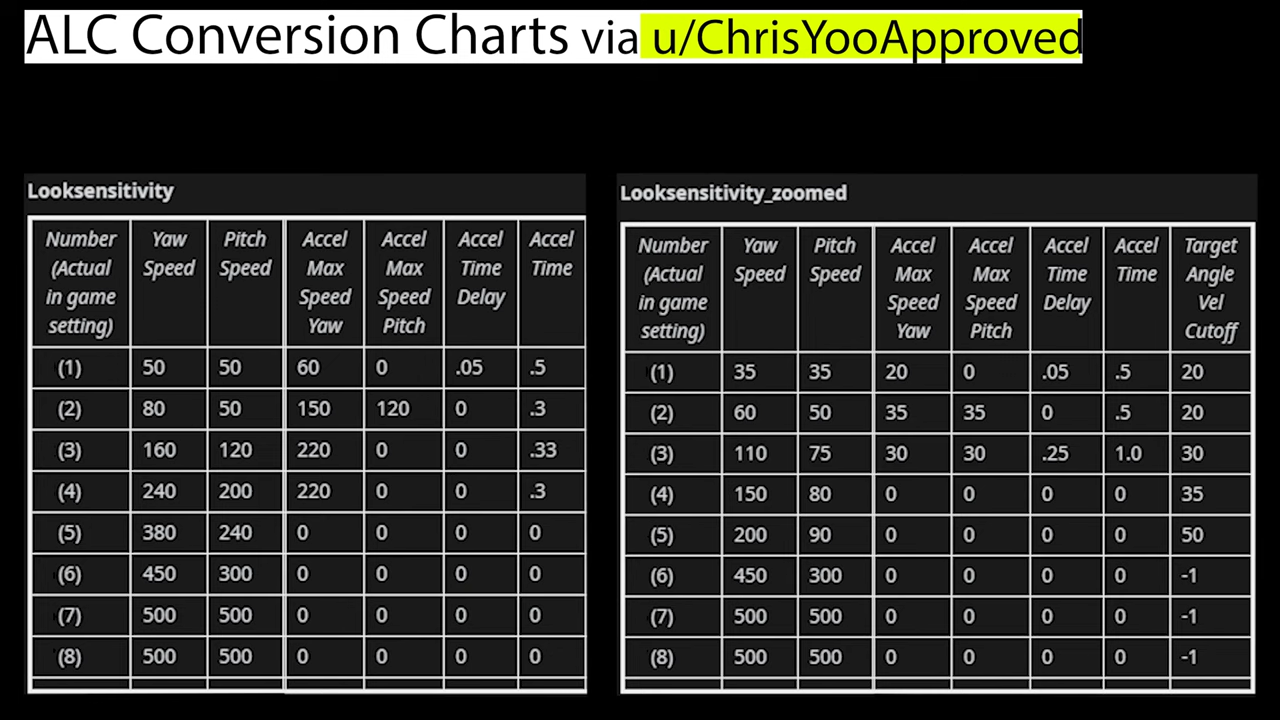 ALC Conversion Charts via u/ChrisYooApproved
Looksensitivity
Number (Actual in game setting) Yaw Speed Pitch Speed Accel Max Speed Yaw Accel Max Speed Pitch Accel Time Delay Accel Time
(1) 50 50 60 0 .05 .5
(2) 80 50 150 120 0 .3
(3) 160 120 220 0 0 .33
(4) 240 200 220 0 0 .3
(5) 380 240 0 0 0 0
(6) 450 300 0 0 0 0
(7) 500 500 0 0 0 0
(8) 500 500 0 0 0 0
Looksensitivity_zoomed
Number (Actual in game setting) Yaw Speed Pitch Speed Accel Max Speed Yaw Accel Max Speed Pitch Accel Time Delay Accel Time Target Angle Vel Cutoff
(1) 35 35 20 0 .05 .5 20
(2) 60 50 35 35 0 .5 20
(3) 110 75 30 30 .25 1.0 30
(4) 150 80 0 0 0 0 35
(5) 200 90 0 0 0 0 50
(6) 450 300 0 0 0 0 -1
(7) 500 500 0 0 0 0 -1
(8) 500 500 0 0 0 0 -1